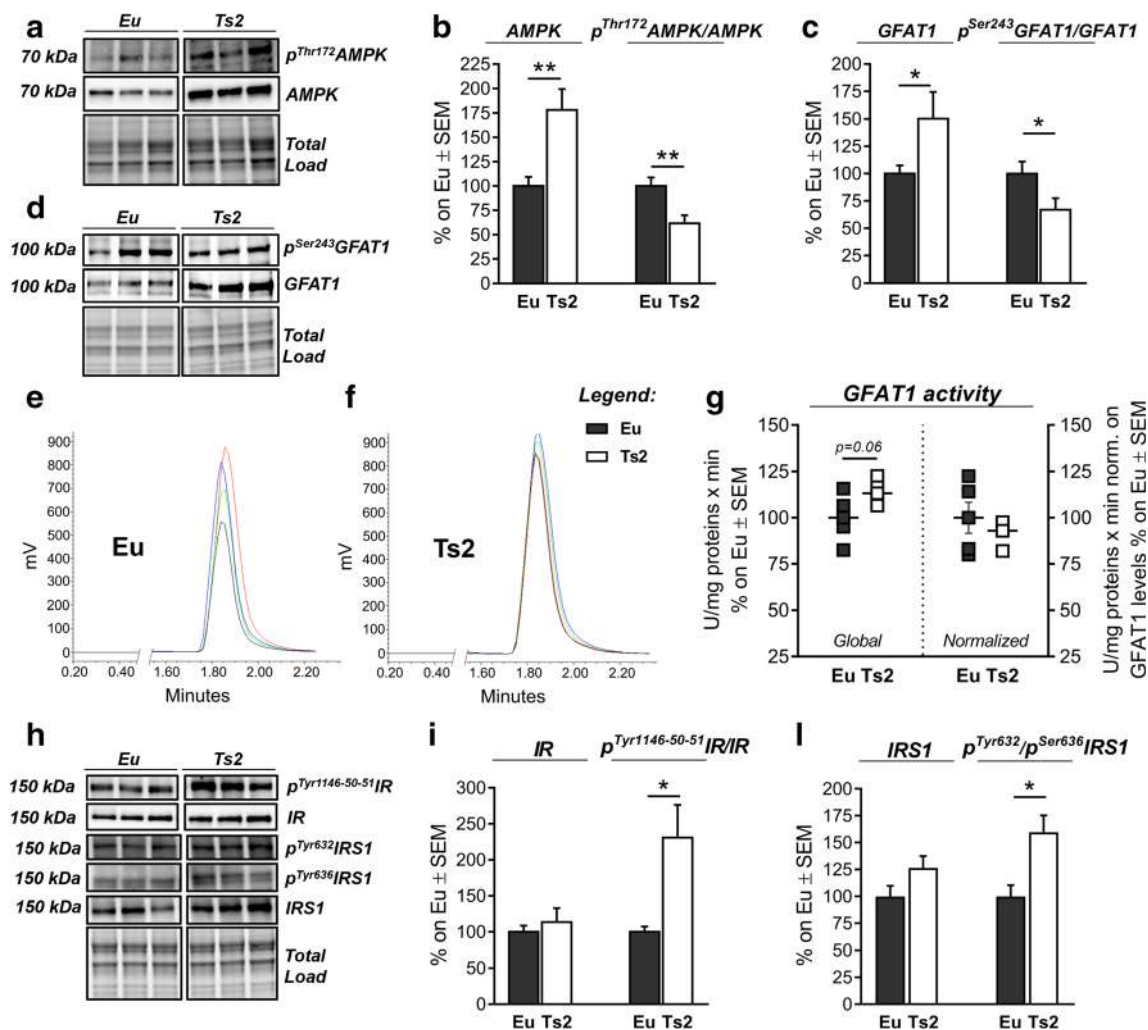 a
Eu Ts2
70 kDa pThr172AMPK
70 kDa AMPK
Total
Load
b
AMPK pThr172AMPK/AMPK
% on Eu ± SEM
225
200
175
150
125
100
75
50
25
0
** **
Eu Ts2 Eu Ts2
c
GFAT1 pSer243GFAT1/GFAT1
% on Eu ± SEM
225
200
175
150
125
100
75
50
25
0
* *
Eu Ts2 Eu Ts2
d
Eu Ts2
100 kDa pSer243GFAT1
100 kDa GFAT1
Total
Load
e
mV
900
800
700
600
500
400
300
200
100
0
Eu
0.20 0.40 1.60 1.80 2.00 2.20
Minutes
f
mV
900
800
700
600
500
400
300
200
100
0
Ts2
0.20 0.40 1.60 1.80 2.00 2.20
Minutes
Legend:
Eu
Ts2
g
GFAT1 activity
U/mg proteins x min
% on Eu ± SEM
150
125
100
75
50
25
p=0.06
Global Normalized
Eu Ts2 Eu Ts2
150
125
100
75
50
25
U/mg proteins x min norm. on
GFAT1 levels % on Eu ± SEM
h
Eu Ts2
150 kDa pTyr1146-50-51IR
150 kDa IR
150 kDa pTyr632IRS1
150 kDa pTyr636IRS1
150 kDa IRS1
Total
Load
i
IR pTyr1146-50-51IR/IR
% on Eu ± SEM
300
250
200
150
100
50
0
*
Eu Ts2 Eu Ts2
l
IRS1 pTyr632/pSer636IRS1
% on Eu ± SEM
200
175
150
125
100
75
50
25
0
*
Eu Ts2 Eu Ts2